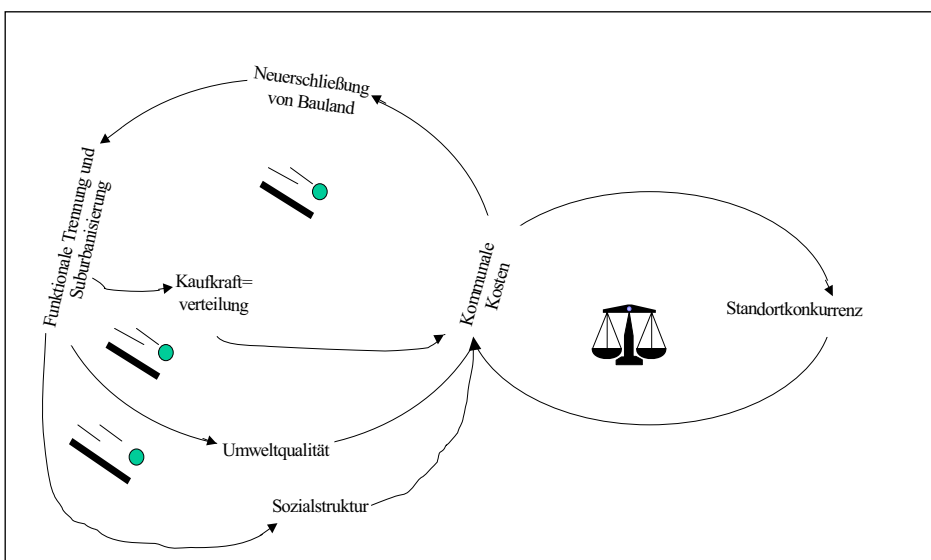 Neuerschließung
von Bauland
Funktionale Trennung und
Suburbanisierung
Kaufkraft=
verteilung
Kommunale
Kosten
Standortkonkurrenz
Umweltqualität
Sozialstruktur